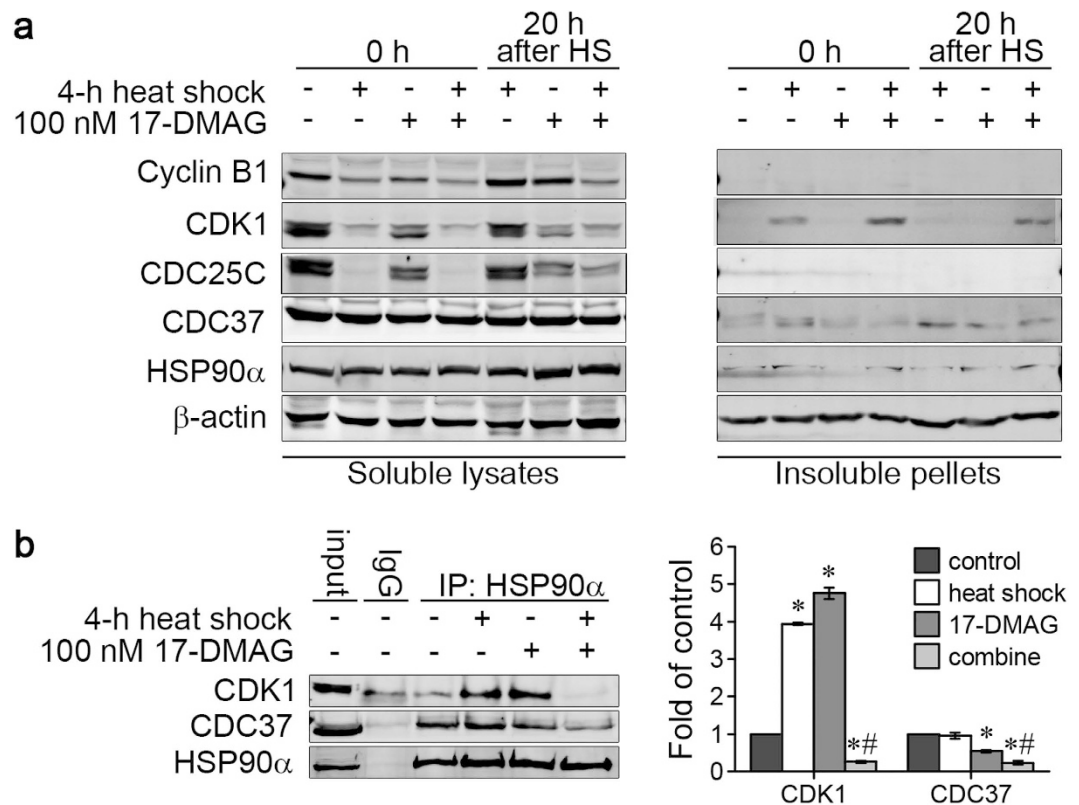 a
0 h
20 h
after HS
0 h
20 h
after HS
4-h heat shock - + - + + - + - + - + + - +
100 nM 17-DMAG - - + + - + + - - + + - + +
Cyclin B1
CDK1
CDC25C
CDC37
HSP90α
β-actin
Soluble lysates
Insoluble pellets
b
input
IgG
IP: HSP90α
4-h heat shock - - - + - +
100 nM 17-DMAG - - - - + +
CDK1
CDC37
HSP90α
Fold of control
6
5
4
3
2
1
0
* * *# * *#
CDK1 CDC37
control
heat shock
17-DMAG
combine